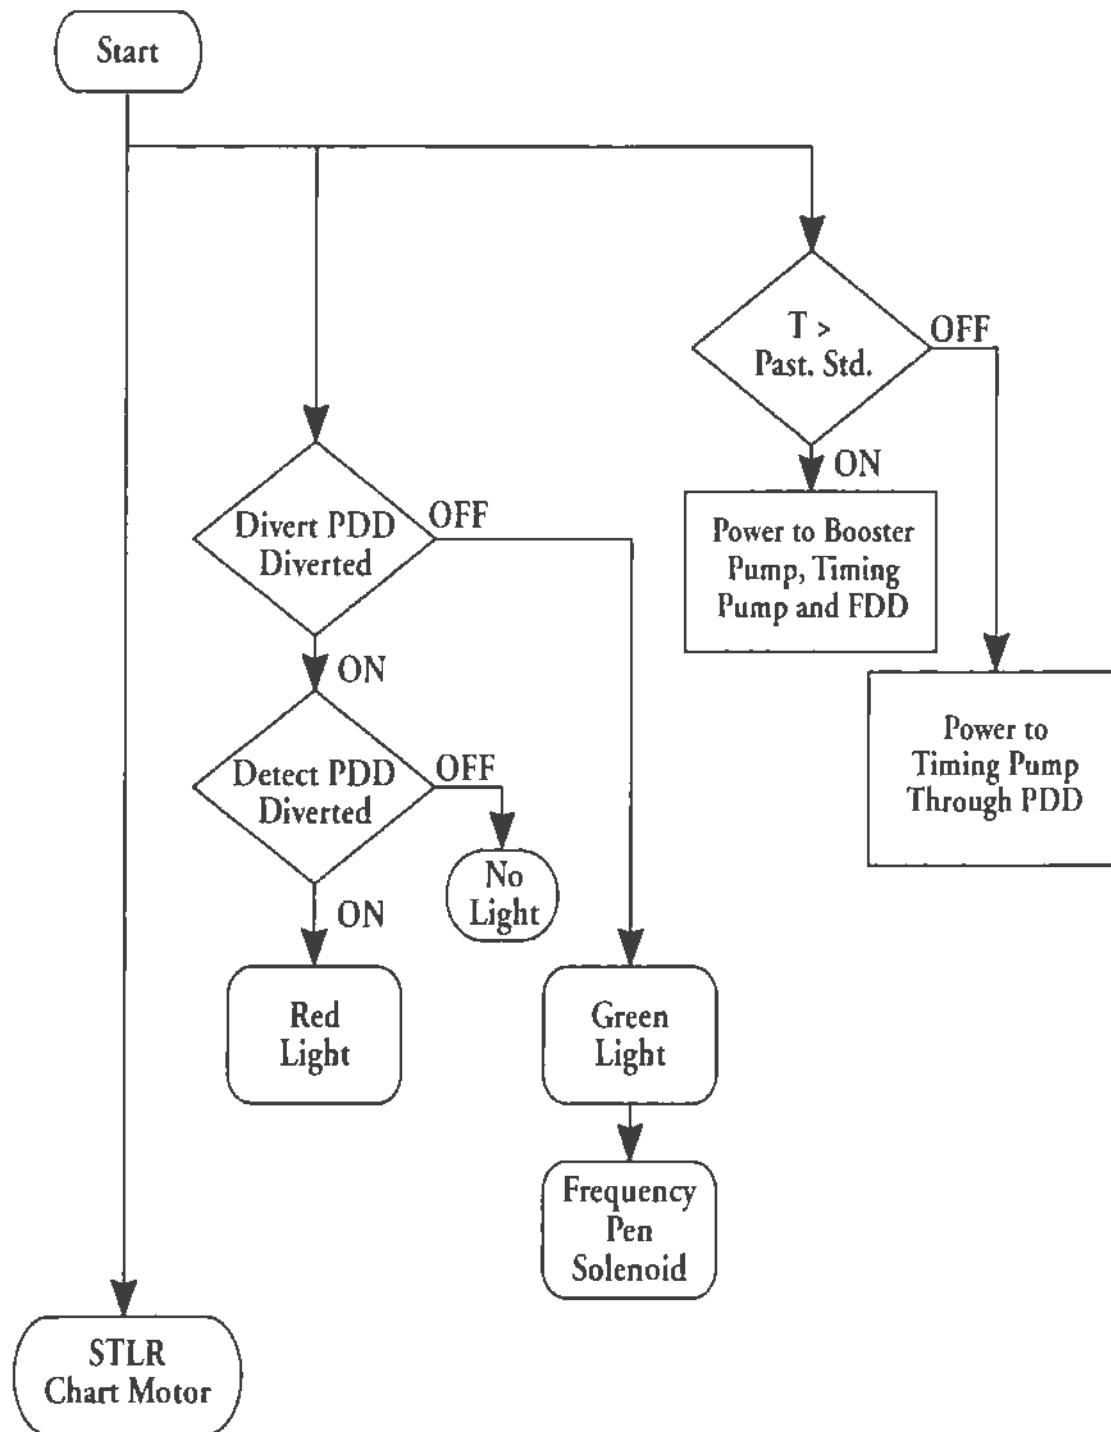 Start
T >
Past. Std.
OFF
ON
Power to Booster
Pump, Timing
Pump and FDD
Power to
Timing Pump
Through PDD
Divert PDD
Diverted
OFF
ON
Detect PDD
Diverted
OFF
No
Light
ON
Red
Light
Green
Light
Frequency
Pen
Solenoid
STLR
Chart Motor